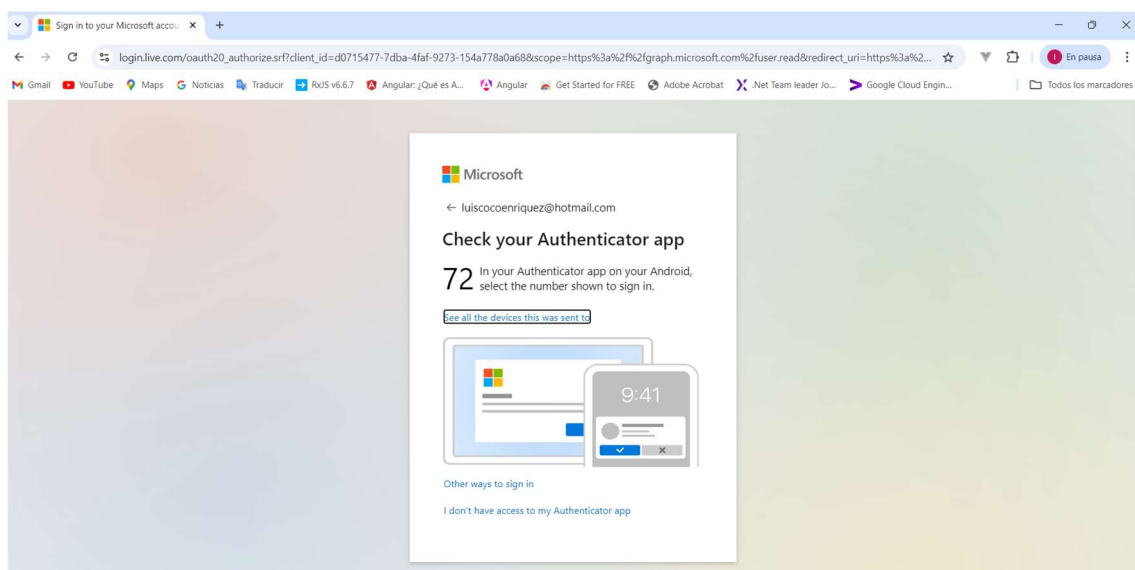 Sign in to your Microsoft accou
login.live.com/oauth20_authorize.srf?client_id=d0715477-7dba-4faf-9273-154a778a0a68&scope=https%3a%2f%2fgraph.microsoft.com%2fuser.read&redirect_uri=https%3a%2... En pausa
Gmail YouTube Maps Noticias Traducir RxJS v6.6.7 Angular: ¿Qué es A... Angular Get Started for FREE Adobe Acrobat .Net Team leader Jo... Google Cloud Engin... Todos los marcadores
Microsoft
luiscocoenriquez@hotmail.com
Check your Authenticator app
72 In your Authenticator app on your Android,
select the number shown to sign in.
See all the devices this was sent to
9:41
Other ways to sign in
I don't have access to my Authenticator app